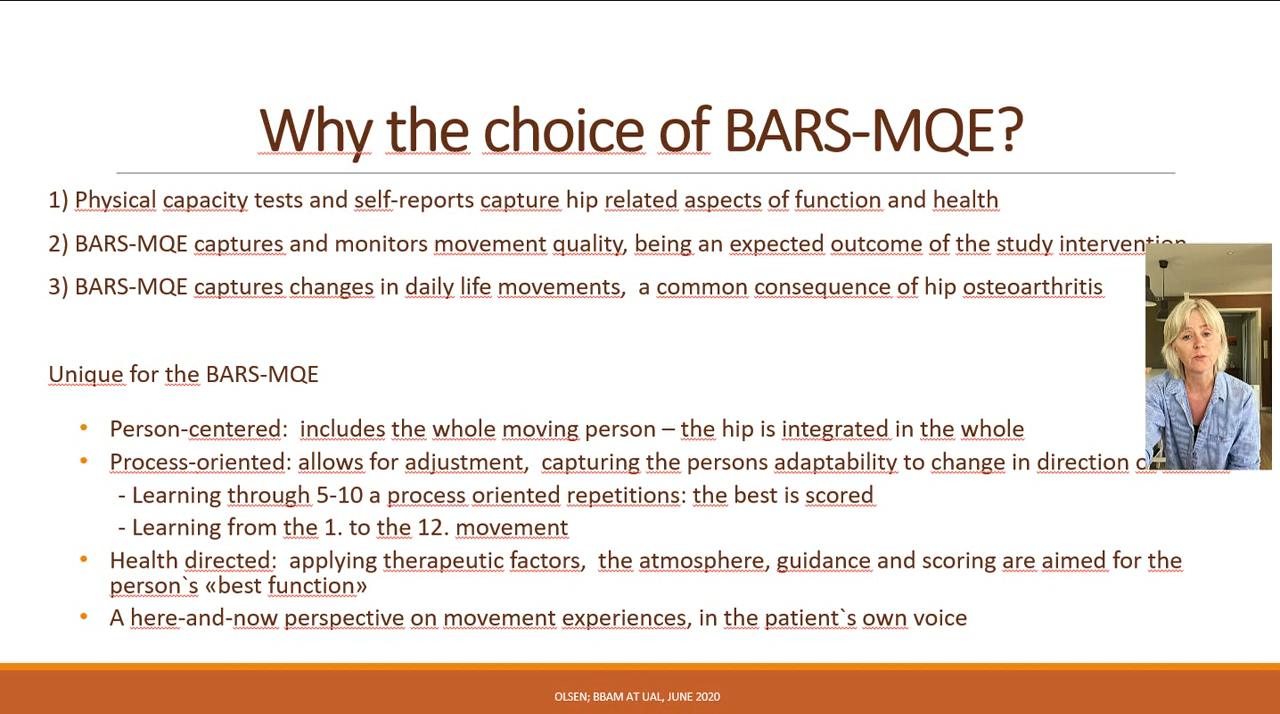 Why the choice of BARS-MQE?
1) Physical capacity tests and self-reports capture hip related aspects of function and health
2) BARS-MQE captures and monitors movement quality, being an expected outcome of the study intervention
3) BARS-MQE captures changes in daily life movements, a common consequence of hip osteoarthritis
Unique for the BARS-MQE
• Person-centered: includes the whole moving person – the hip is integrated in the whole
• Process-oriented: allows for adjustment, capturing the persons adaptability to change in direction
- Learning through 5-10 a process oriented repetitions: the best is scored
- Learning from the 1. to the 12. movement
• Health directed: applying therapeutic factors, the atmosphere, guidance and scoring are aimed for the
person`s «best function»
• A here-and-now perspective on movement experiences, in the patient`s own voice
OLSEN; BBAM AT UAL, JUNE 2020